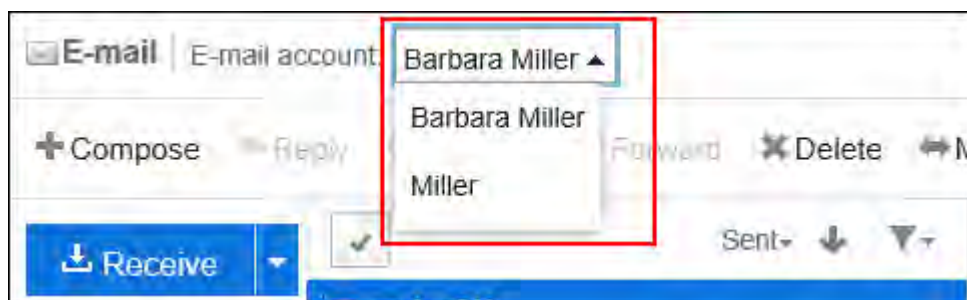 E-mail E-mail account: Barbara Miller
Barbara Miller
Compose Reply Forward Delete M
Miller
Receive Sent